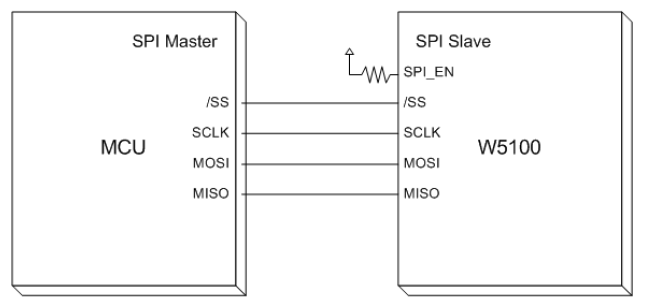 SPI Master
/SS
SCLK
MCU
MOSI
MISO
SPI Slave
SPI_EN
/SS
SCLK
W5100
MOSI
MISO